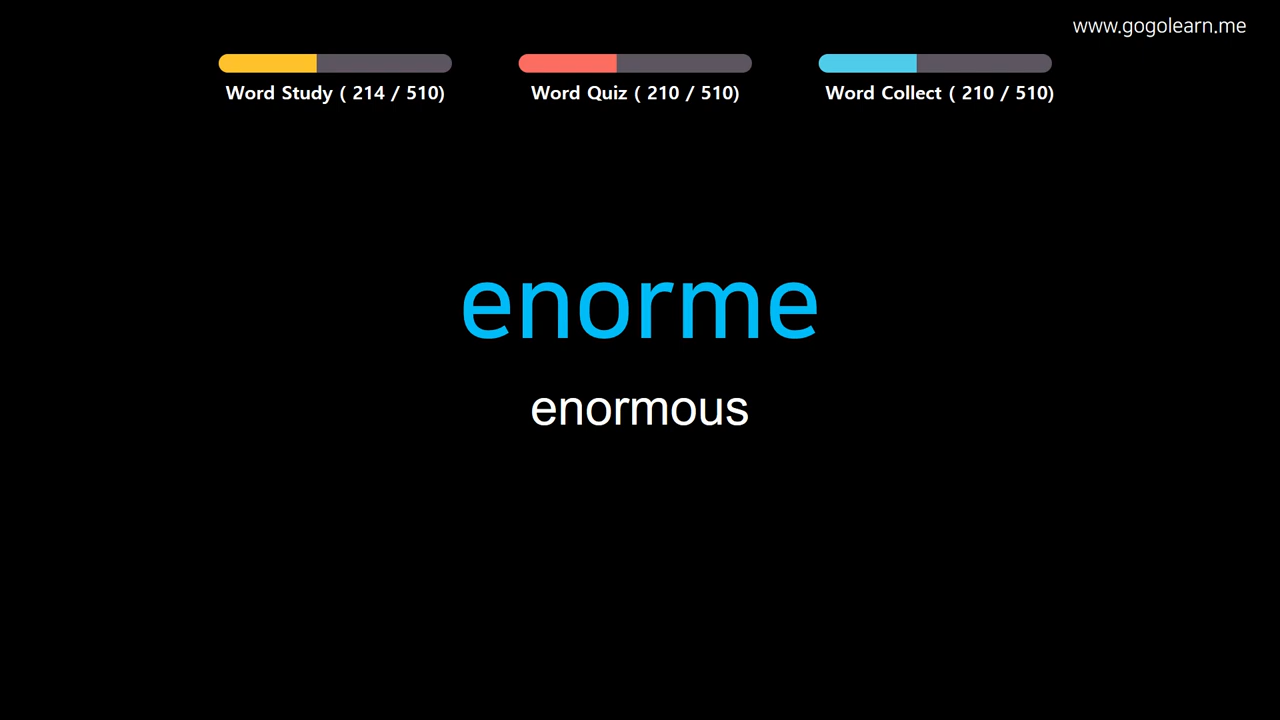 www.gogolearn.me
Word Study ( 214 / 510)
Word Quiz ( 210 / 510)
Word Collect ( 210 / 510)
enorme
enormous